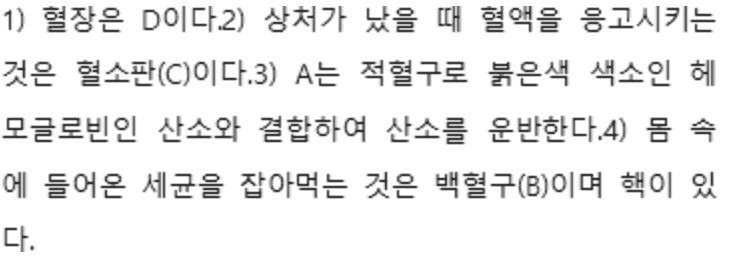 1) 혈장은 D이다.2) 상처가 났을 때 혈액을 응고시키는
것은 혈소판(C)이다.3) A는 적혈구로 붉은색 색소인 헤
모글로빈인 산소와 결합하여 산소를 운반한다.4) 몸 속
에 들어온 세균을 잡아먹는 것은 백혈구(B)이며 핵이 있
다.